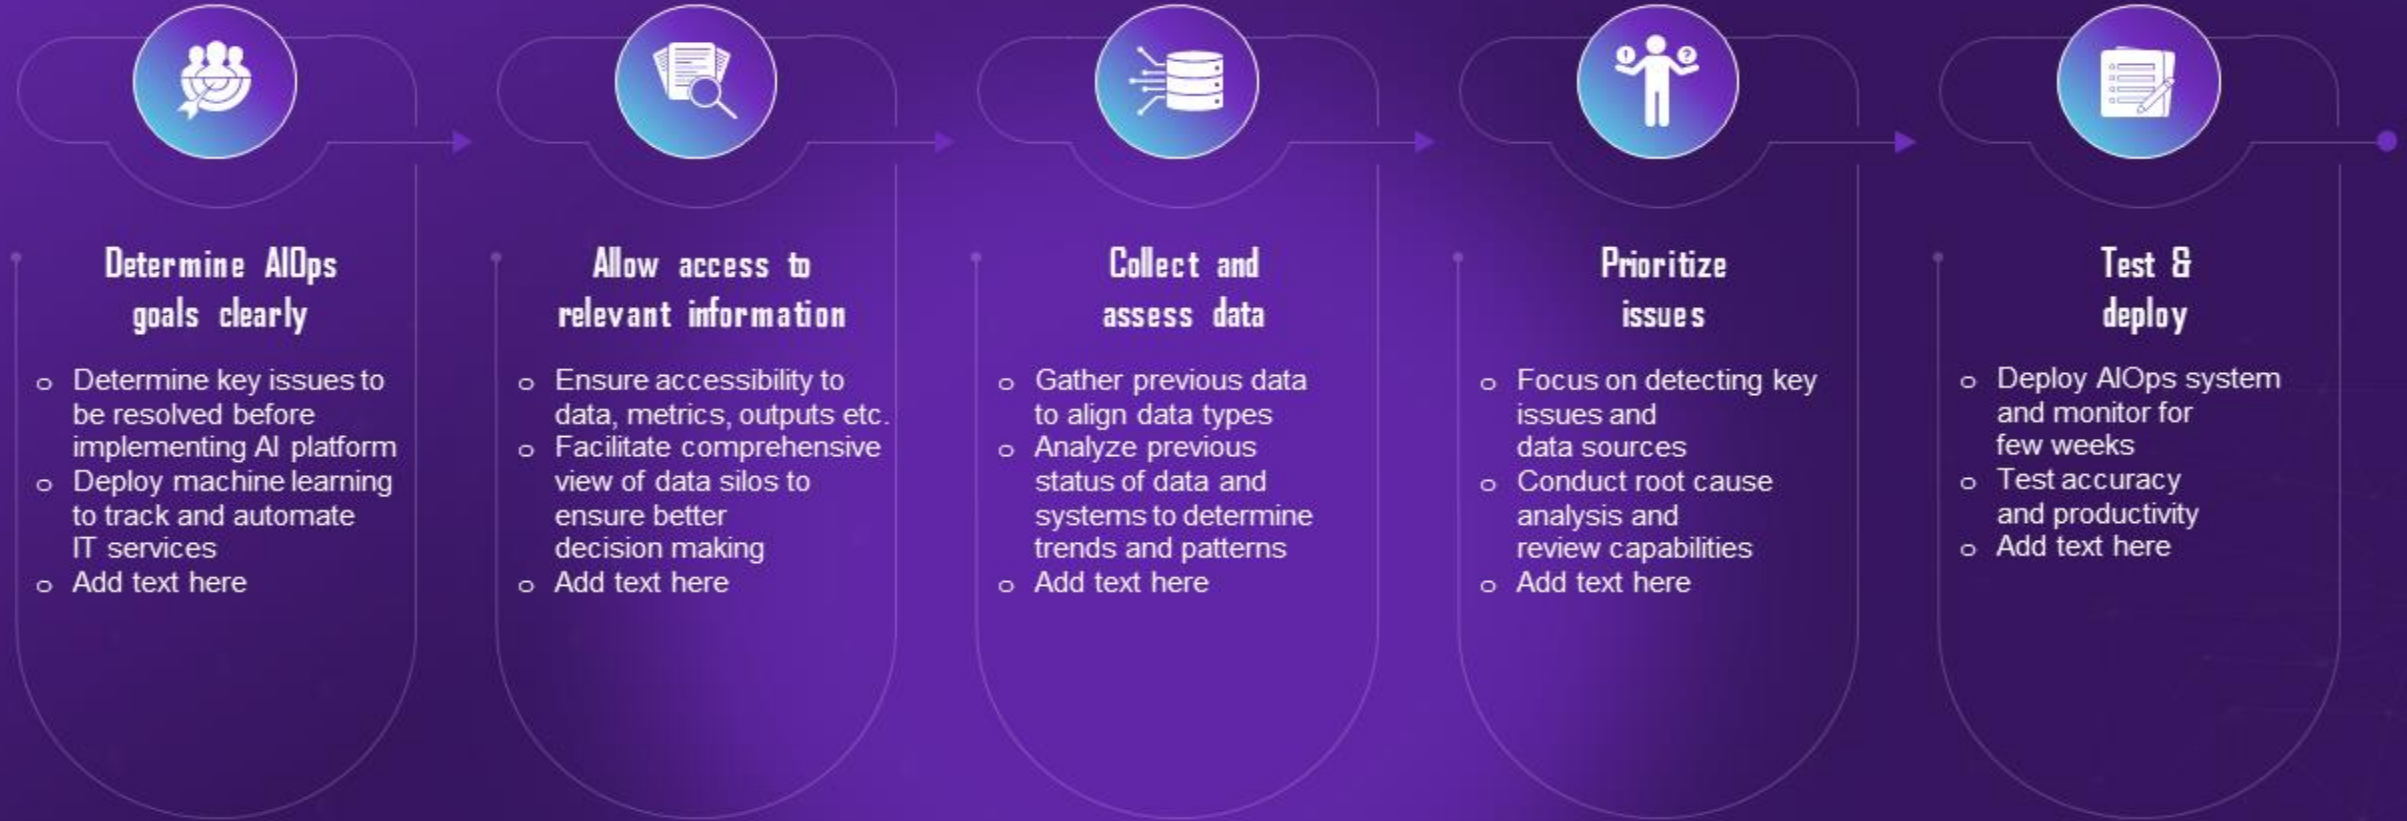 Determine AIOps
goals clearly
o Determine key issues to
be resolved before
implementing AI platform
o Deploy machine learning
to track and automate
IT services
o Add text here
Allow access to
relevant information
o Ensure accessibility to
data, metrics, outputs etc.
o Facilitate comprehensive
view of data silos to
ensure better
decision making
o Add text here
Collect and
assess data
o Gather previous data
to align data types
o Analyze previous
status of data and
systems to determine
trends and patterns
o Add text here
! ?
Prioritize
issues
o Focus on detecting key
issues and
data sources
o Conduct root cause
analysis and
review capabilities
o Add text here
Test &
deploy
o Deploy AIOps system
and monitor for
few weeks
o Test accuracy
and productivity
o Add text here